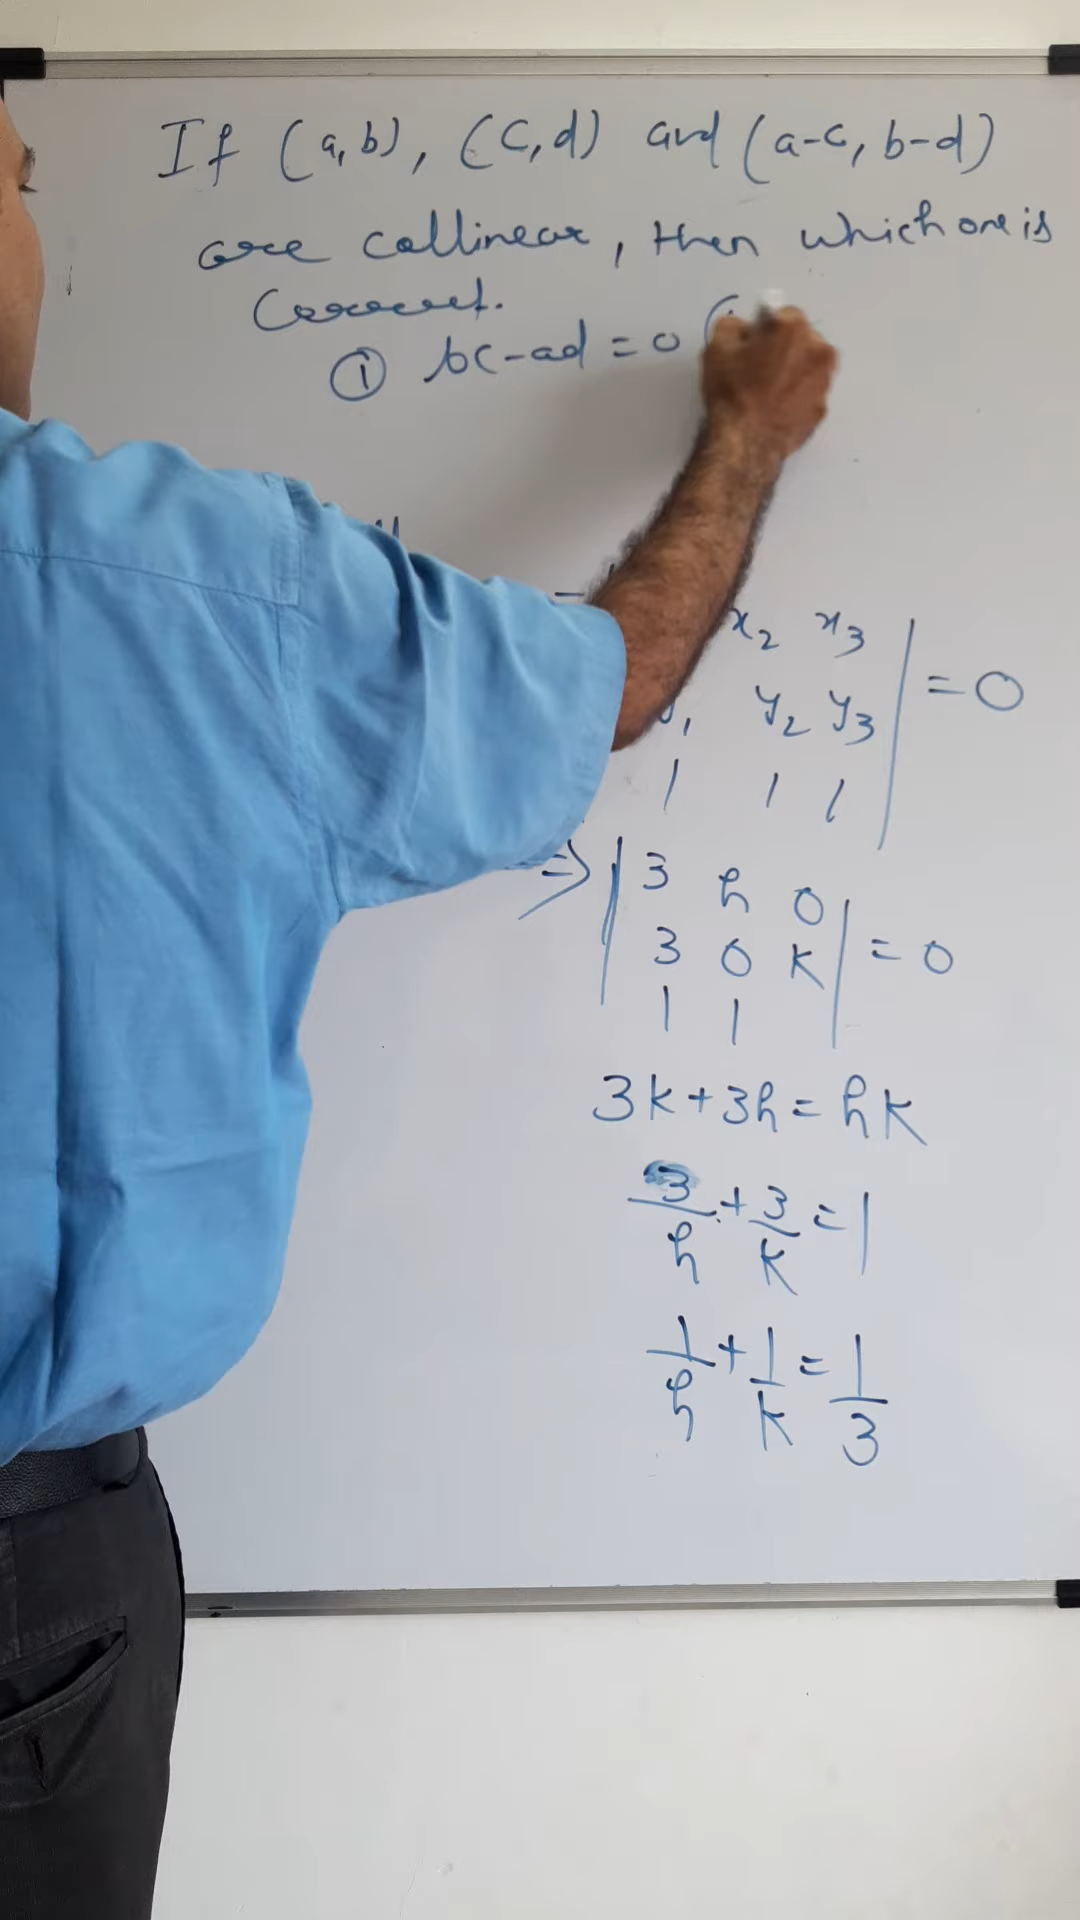 If (a,b), (c,d) and (a-c, b-d)
are collinear, then which one is
Correct.
① bc-ad = 0 (
x₂ x₃
y₂ y₃ = 0
1 1 1
=> | 3 h 0
3 0 k | = 0
1 1
3k+3h = hk
3/h + 3/k = 1
1/h + 1/k = 1/3